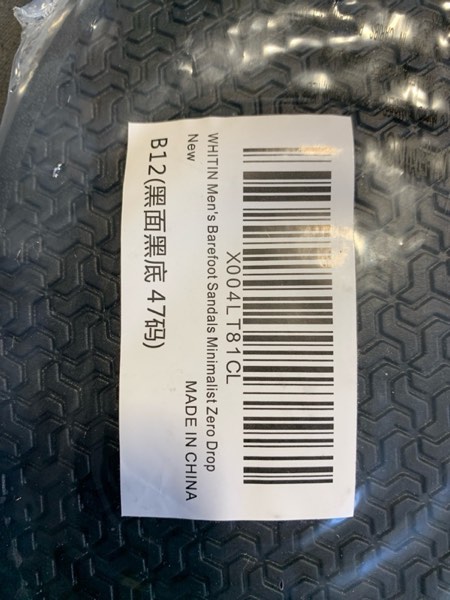 X004LT81CL
WHITIN Men's Barefoot Sandals Minimalist Zero Drop
New
MADE IN CHINA
B12(黑面黑底 47码)